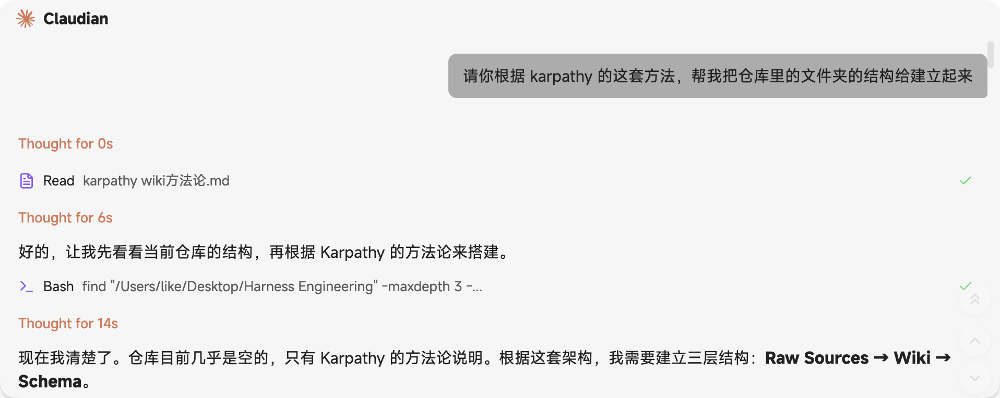 Claudian
请你根据 karpathy 的这套方法，帮我把仓库里的文件夹的结构给建立起来
Thought for 0s
Read karpathy wiki方法论.md
Thought for 6s
好的，让我先看看当前仓库的结构，再根据 Karpathy 的方法论来搭建。
Bash find "/Users/like/Desktop/Harness Engineering" -maxdepth 3 -...
Thought for 14s
现在我清楚了。仓库目前几乎是空的，只有 Karpathy 的方法论说明。根据这套架构，我需要建立三层结构：Raw Sources → Wiki →
Schema。